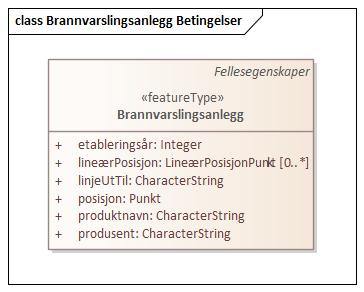 class Brannvarslingsanlegg Betingelser
Fellesegenskaper
«featureType»
Brannvarslingsanlegg
+ etableringsår: Integer
+ lineærPosisjon: LineærPosisjonPunkt [0..*]
+ linjeUtTil: CharacterString
+ posisjon: Punkt
+ produktnavn: CharacterString
+ produsent: CharacterString